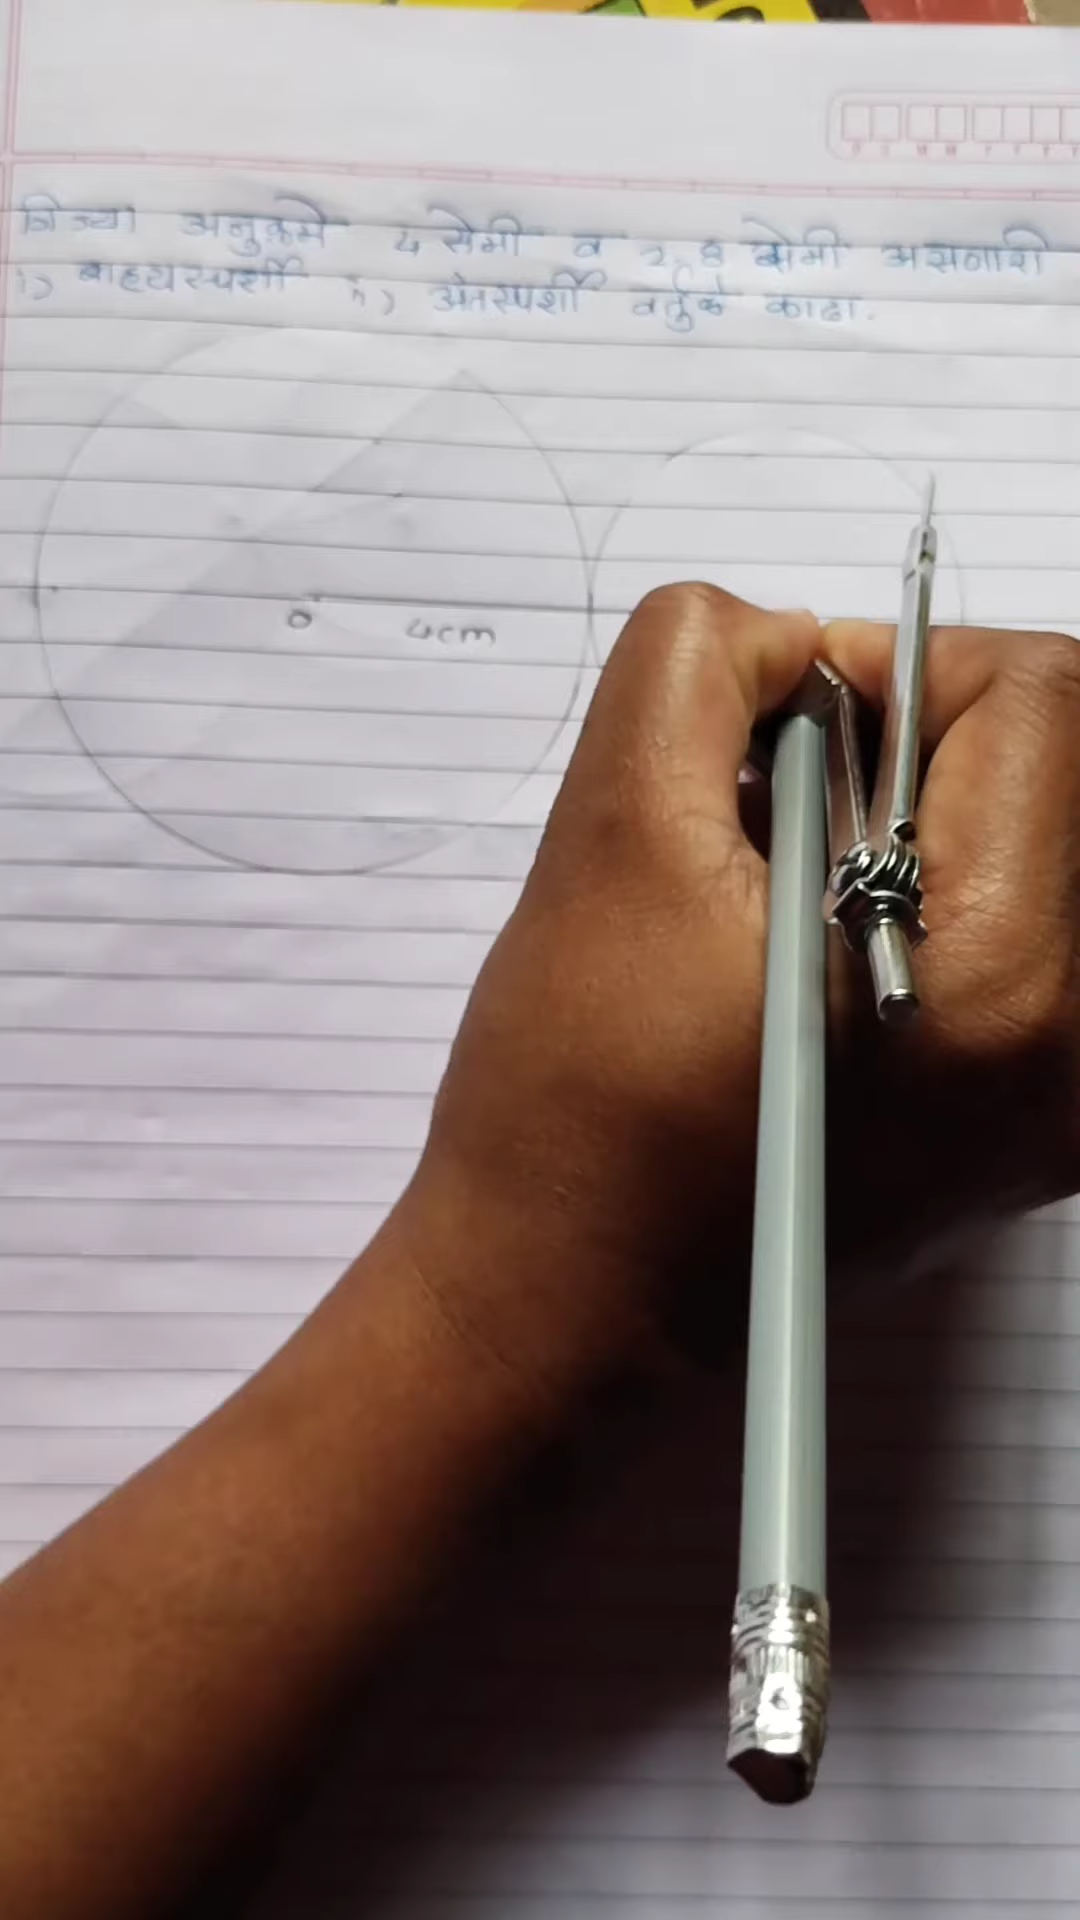 त्रिज्या अनुक्रमे 4 सेमी व 2.8 सेमी असणारी
i) बाह्यस्पर्शी ii) अंतस्पर्शी वर्तुळे काढा.
O 4cm